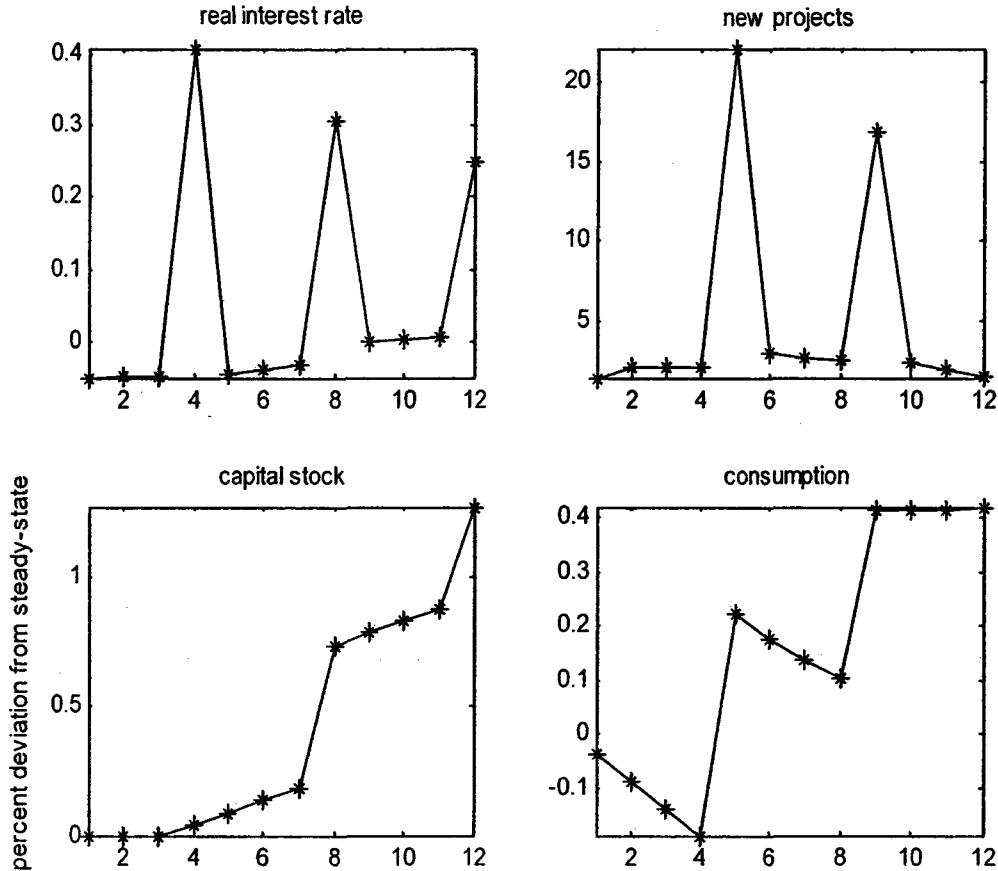 real interest rate
0.4
0.3
0.2
0.1
0
2 4 6 8 10 12
new projects
20
15
10
5
2 4 6 8 10 12
percent deviation from steady-state
capital stock
1
0.5
0
2 4 6 8 10 12
consumption
0.4
0.3
0.2
0.1
0
-0.1
2 4 6 8 10 12